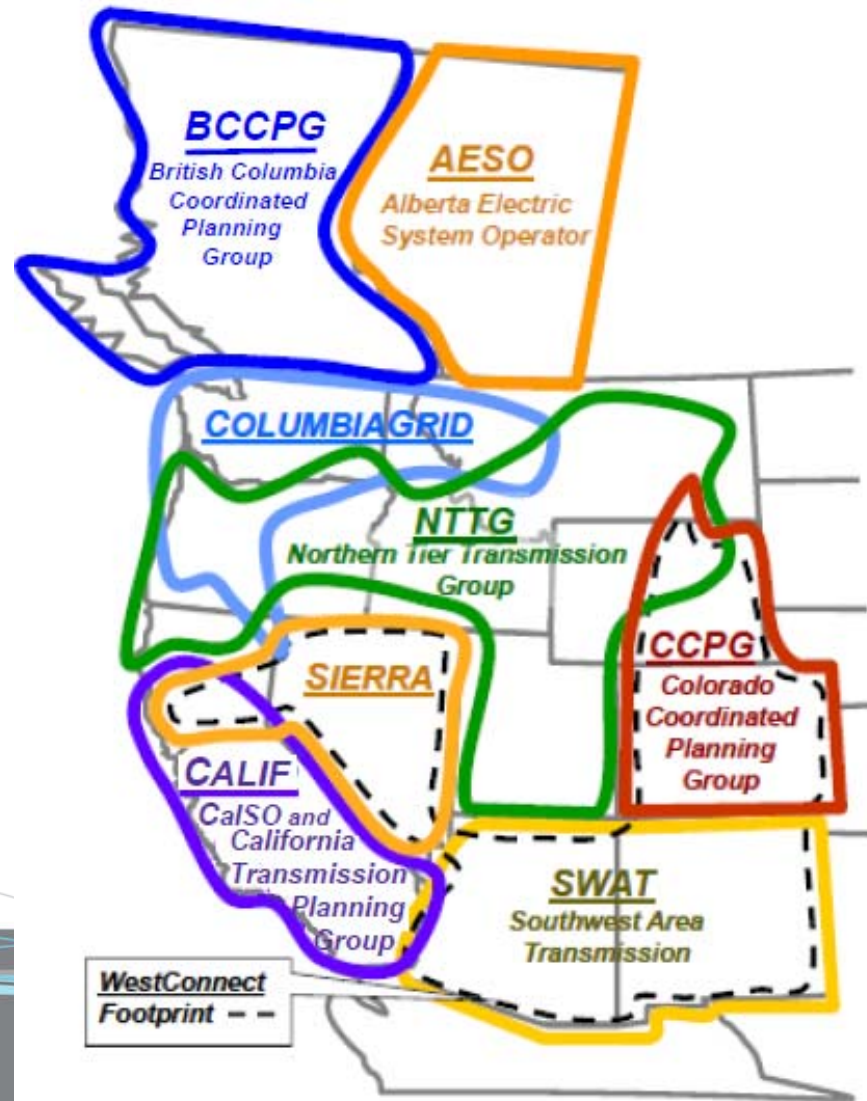 BCCPG
British Columbia
Coordinated
Planning
Group
AESO
Alberta Electric
System Operator
COLUMBIAGRID
NTTG
Northern Tier Transmission
Group
SIERRA
CCPG
Colorado
Coordinated
Planning
Group
CALIF
CalSO and
California
Transmission
Planning
Group
SWAT
Southwest Area
Transmission
WestConnect
Footprint – –